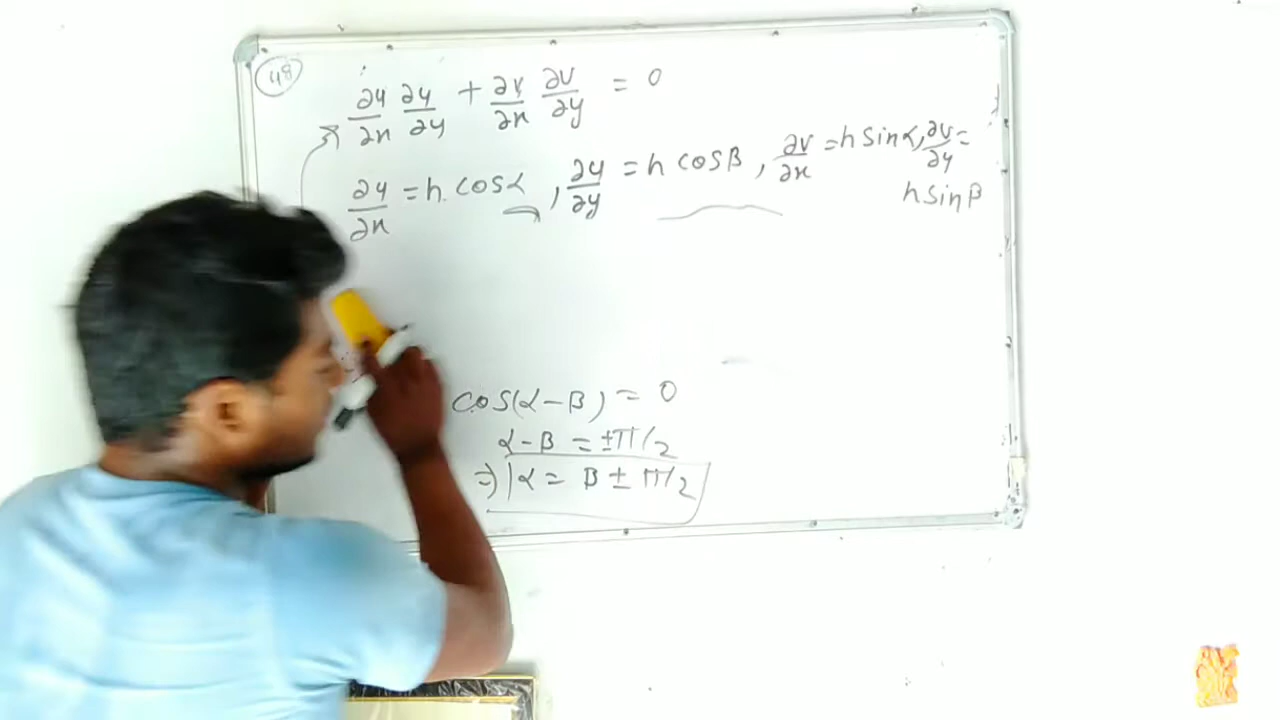 48
∂u/∂x ∂u/∂y + ∂v/∂x ∂v/∂y = 0
∂u/∂x = h cosα, ∂u/∂y = h cosβ, ∂v/∂x = h sinα, ∂v/∂y =
h sinβ
cos(α-β) = 0
α-β = ±π/2
⇒ α = β ± π/2